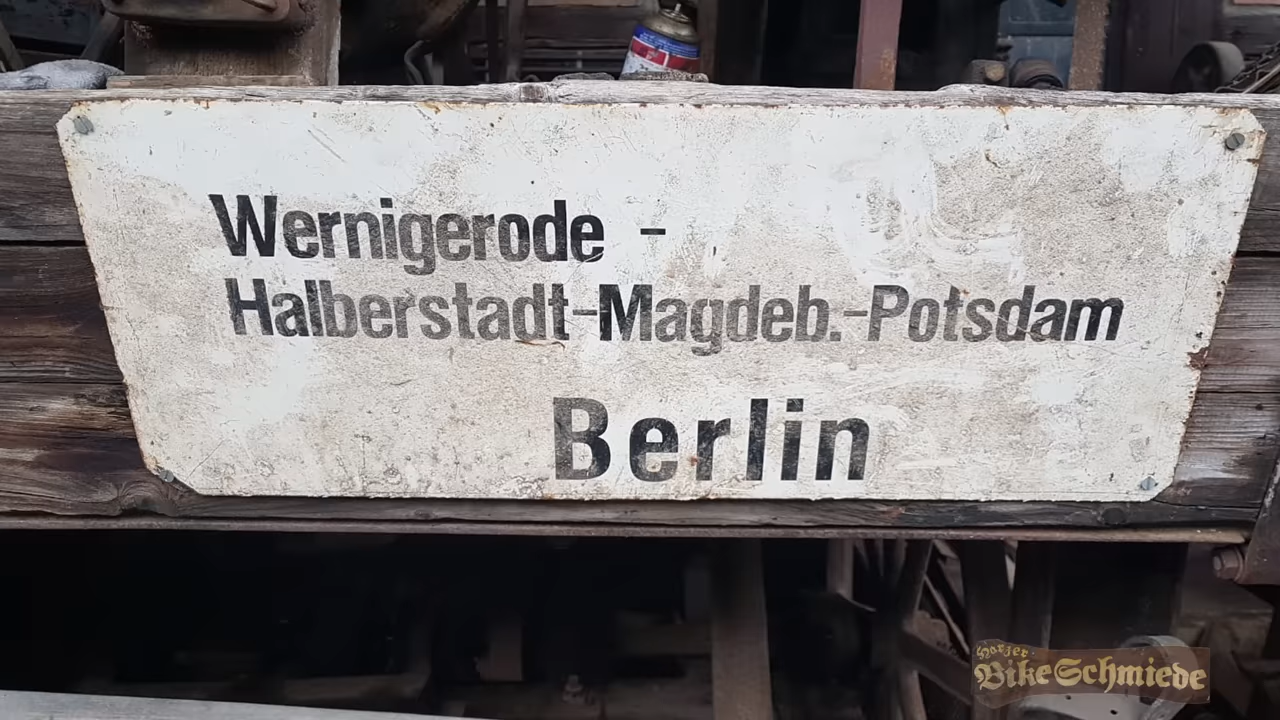 Wernigerode -
Halberstadt-Magdeb.-Potsdam
Berlin
Harzer
BikeSchmiede